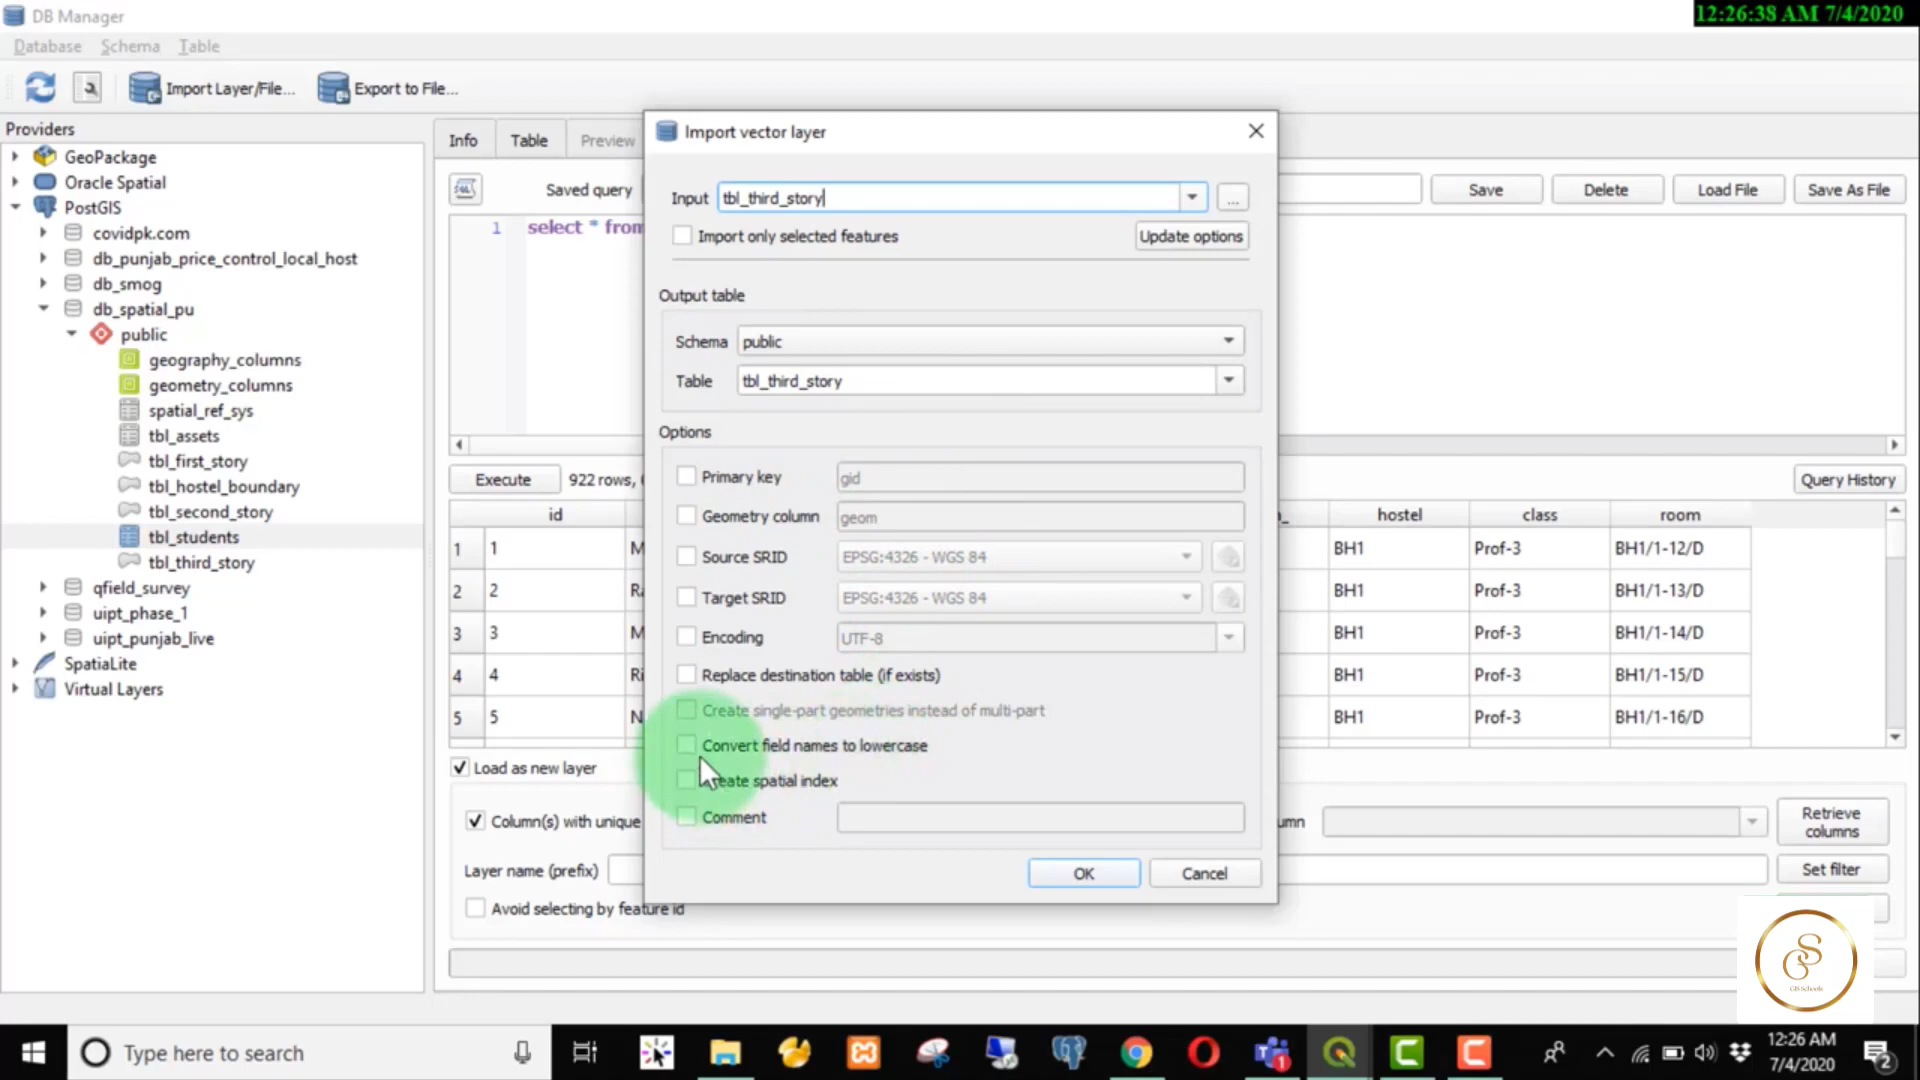 DB Manager
12:26:38 AM 7/4/2020
Database Schema Table
Import Layer/File... Export to File...
Providers
GeoPackage
Oracle Spatial
PostGIS
covidpk.com
db_punjab_price_control_local_host
db_smog
db_spatial_pu
public
geography_columns
geometry_columns
spatial_ref_sys
tbl_assets
tbl_first_story
tbl_hostel_boundary
tbl_second_story
tbl_students
tbl_third_story
qfield_survey
uipt_phase_1
uipt_punjab_live
SpatiaLite
Virtual Layers
Info Table Preview
Saved query
Save Delete Load File Save As File
1 select * from
Execute 922 rows,
Query History
id hostel class room
1 1 BH1 Prof-3 BH1/1-12/D
2 2 BH1 Prof-3 BH1/1-13/D
3 3 BH1 Prof-3 BH1/1-14/D
4 4 BH1 Prof-3 BH1/1-15/D
5 5 BH1 Prof-3 BH1/1-16/D
Load as new layer
Column(s) with unique
Retrieve
columns
Layer name (prefix)
Set filter
Avoid selecting by feature id
Import vector layer
Input tbl_third_story ...
Import only selected features Update options
Output table
Schema public
Table tbl_third_story
Options
Primary key gid
Geometry column geom
Source SRID EPSG:4326 - WGS 84
Target SRID EPSG:4326 - WGS 84
Encoding UTF-8
Replace destination table (if exists)
Create single-part geometries instead of multi-part
Convert field names to lowercase
Create spatial index
Comment
OK Cancel
GB Schools
Type here to search
12:26 AM
7/4/2020
1
2